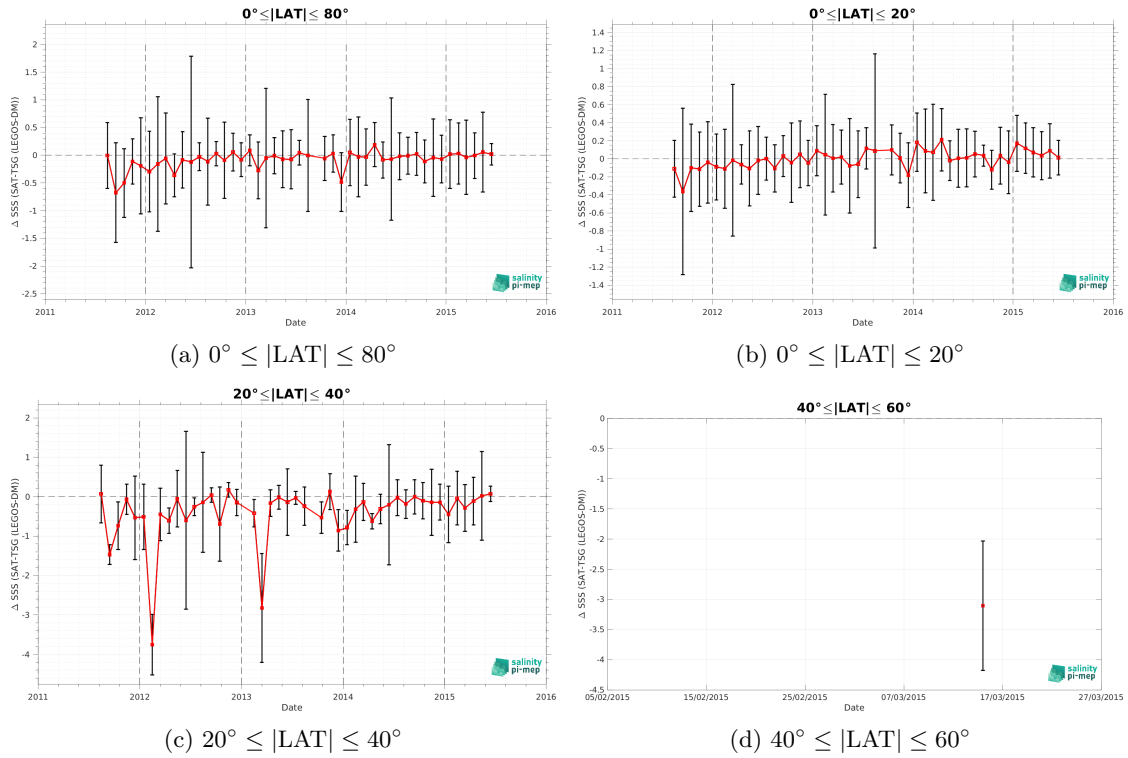 0°≤|LAT|≤ 80°
2
1.5
1
0.5
0
-0.5
-1
-1.5
-2
-2.5
Δ SSS (SAT-TSG (LEGOS-DM))
2011 2012 2013 2014 2015 2016
Date
salinity
pi-mep
(a) 0° ≤ |LAT| ≤ 80°
0°≤|LAT|≤ 20°
1.4
1.2
1
0.8
0.6
0.4
0.2
0
-0.2
-0.4
-0.6
-0.8
-1
-1.2
-1.4
Δ SSS (SAT-TSG (LEGOS-DM))
2011 2012 2013 2014 2015 2016
Date
salinity
pi-mep
(b) 0° ≤ |LAT| ≤ 20°
20°≤|LAT|≤ 40°
2
1
0
-1
-2
-3
-4
Δ SSS (SAT-TSG (LEGOS-DM))
2011 2012 2013 2014 2015 2016
Date
salinity
pi-mep
(c) 20° ≤ |LAT| ≤ 40°
40°≤|LAT|≤ 60°
0
-0.5
-1
-1.5
-2
-2.5
-3
-3.5
-4
-4.5
Δ SSS (SAT-TSG (LEGOS-DM))
05/02/2015 15/02/2015 25/02/2015 07/03/2015 17/03/2015 27/03/2015
Date
salinity
pi-mep
(d) 40° ≤ |LAT| ≤ 60°